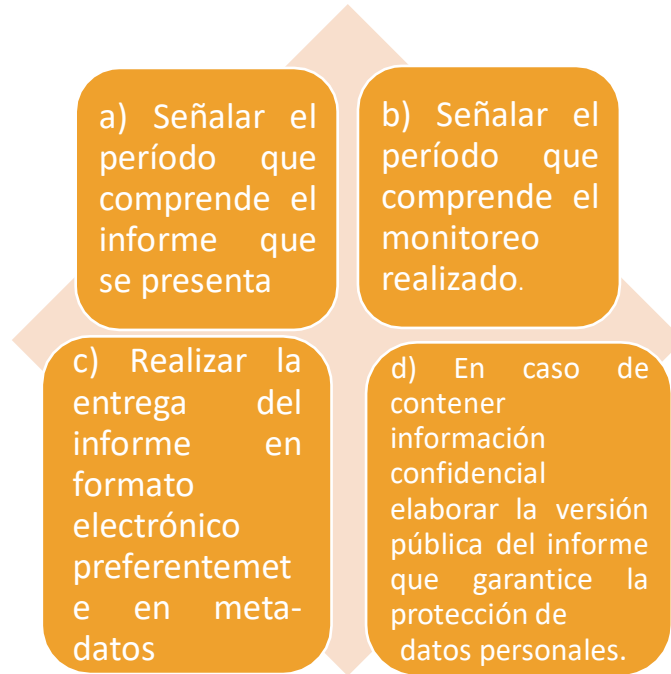 a) Señalar el
período que
comprende el
informe que
se presenta
b) Señalar el
período que
comprende el
monitoreo
realizado.
c) Realizar la
entrega del
informe en
formato
electrónico
preferentemet
e en meta-
datos
d) En caso de
contener
información
confidencial
elaborar la versión
pública del informe
que garantice la
protección de
datos personales.